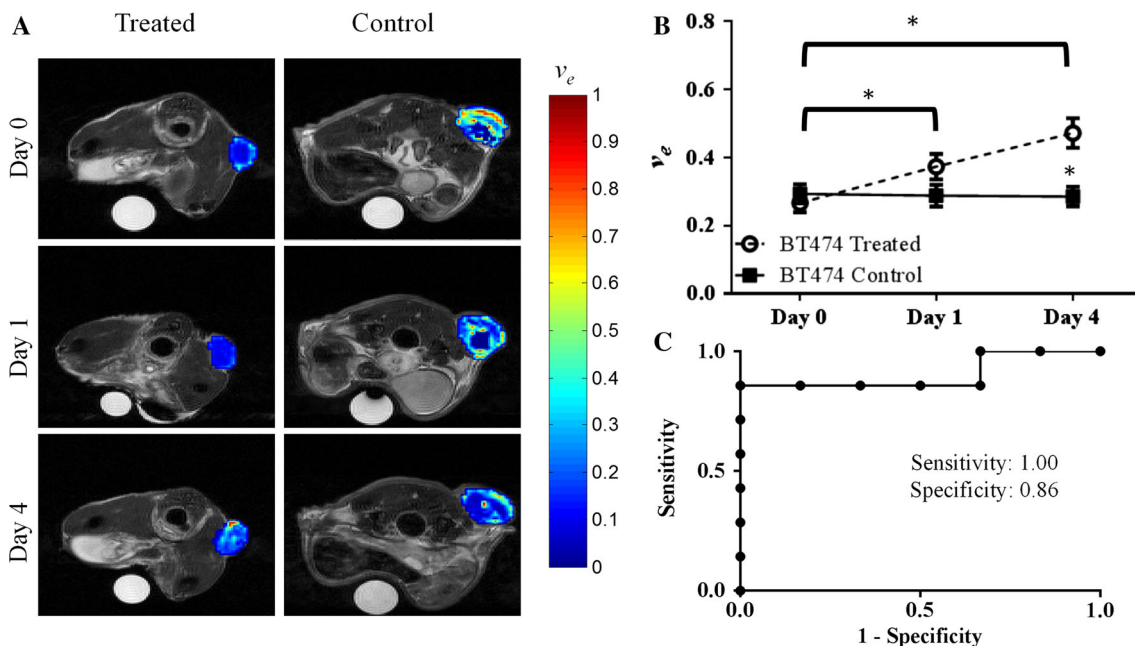 A
Treated
Control
Day 0
Day 1
Day 4
v_e
1
0.9
0.8
0.7
0.6
0.5
0.4
0.3
0.2
0.1
0
B
v_e
0.8
0.6
0.4
0.2
0.0
*
*
*
BT474 Treated
BT474 Control
Day 0
Day 1
Day 4
C
Sensitivity
1.0
0.5
0.0
Sensitivity: 1.00
Specificity: 0.86
0.0
0.5
1.0
1 - Specificity